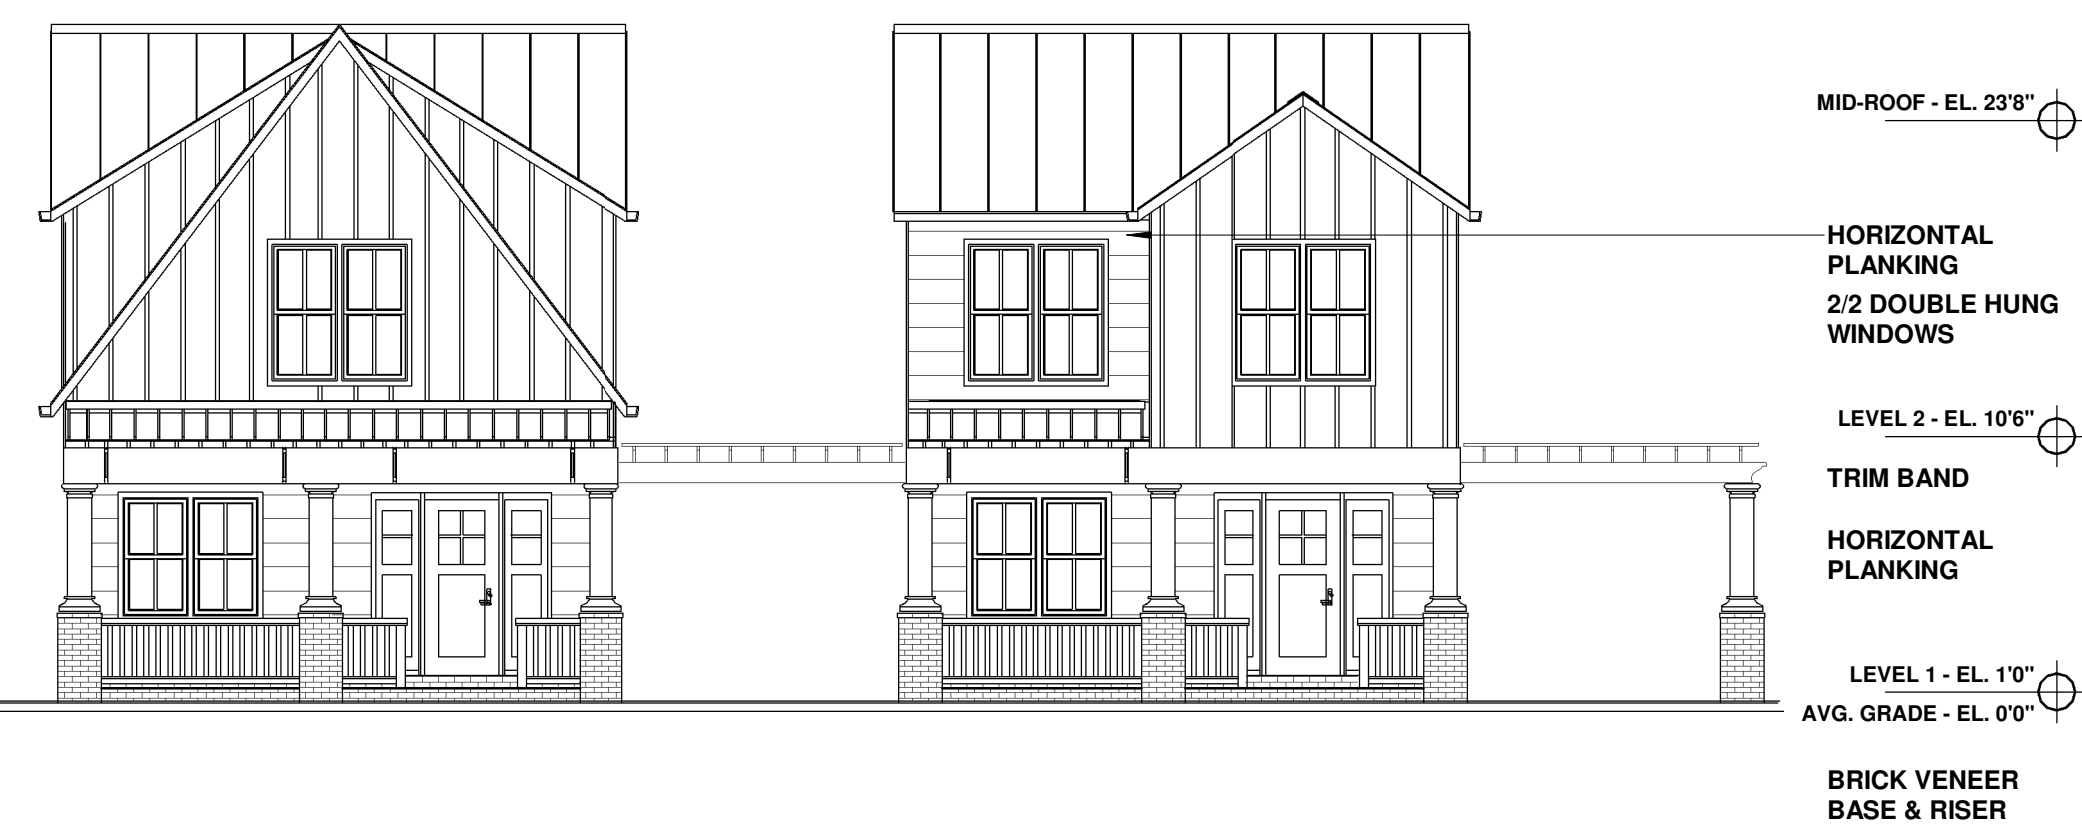 MID-ROOF - EL. 23'8"
HORIZONTAL
PLANKING
2/2 DOUBLE HUNG
WINDOWS
LEVEL 2 - EL. 10'6"
TRIM BAND
HORIZONTAL
PLANKING
LEVEL 1 - EL. 1'0"
AVG. GRADE - EL. 0'0"
BRICK VENEER
BASE & RISER